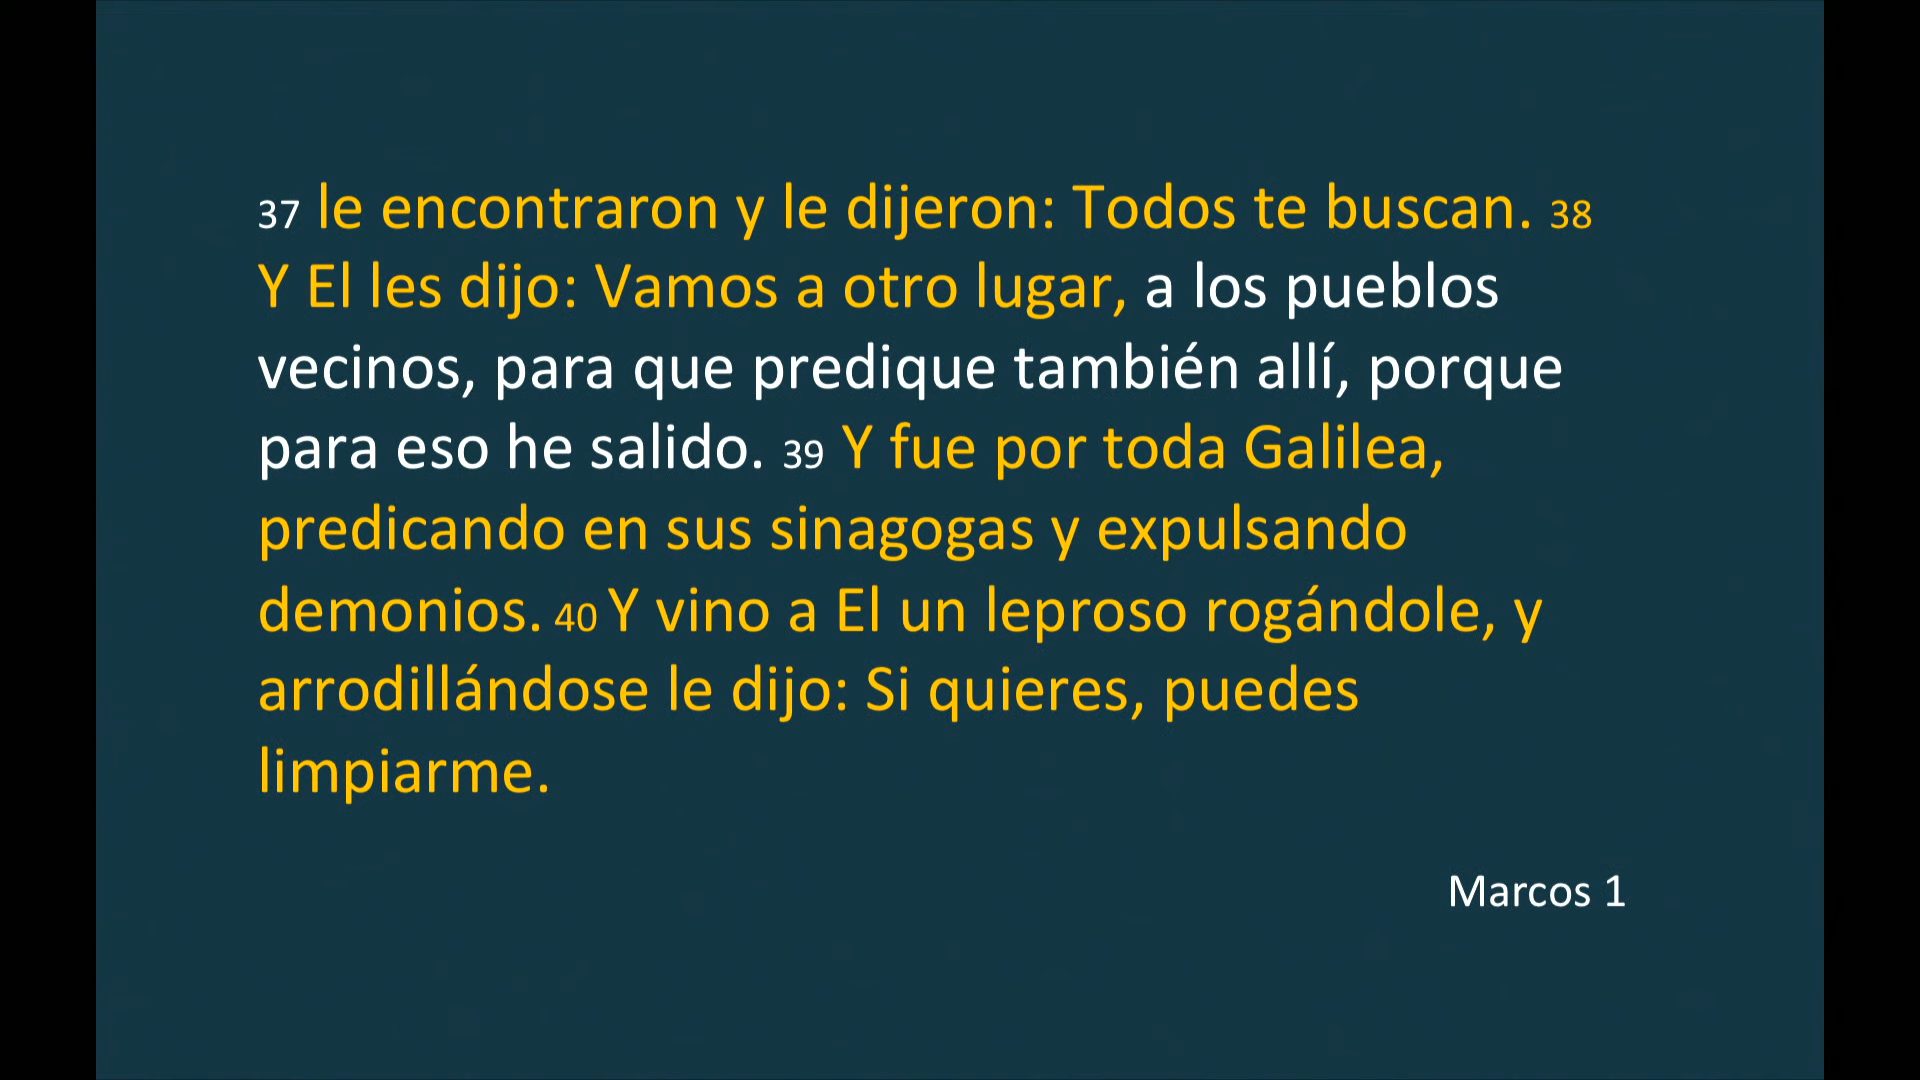 37 le encontraron y le dijeron: Todos te buscan. 38
Y El les dijo: Vamos a otro lugar, a los pueblos
vecinos, para que predique también allí, porque
para eso he salido. 39 Y fue por toda Galilea,
predicando en sus sinagogas y expulsando
demonios. 40 Y vino a El un leproso rogándole, y
arrodillándose le dijo: Si quieres, puedes
limpiarme.
Marcos 1